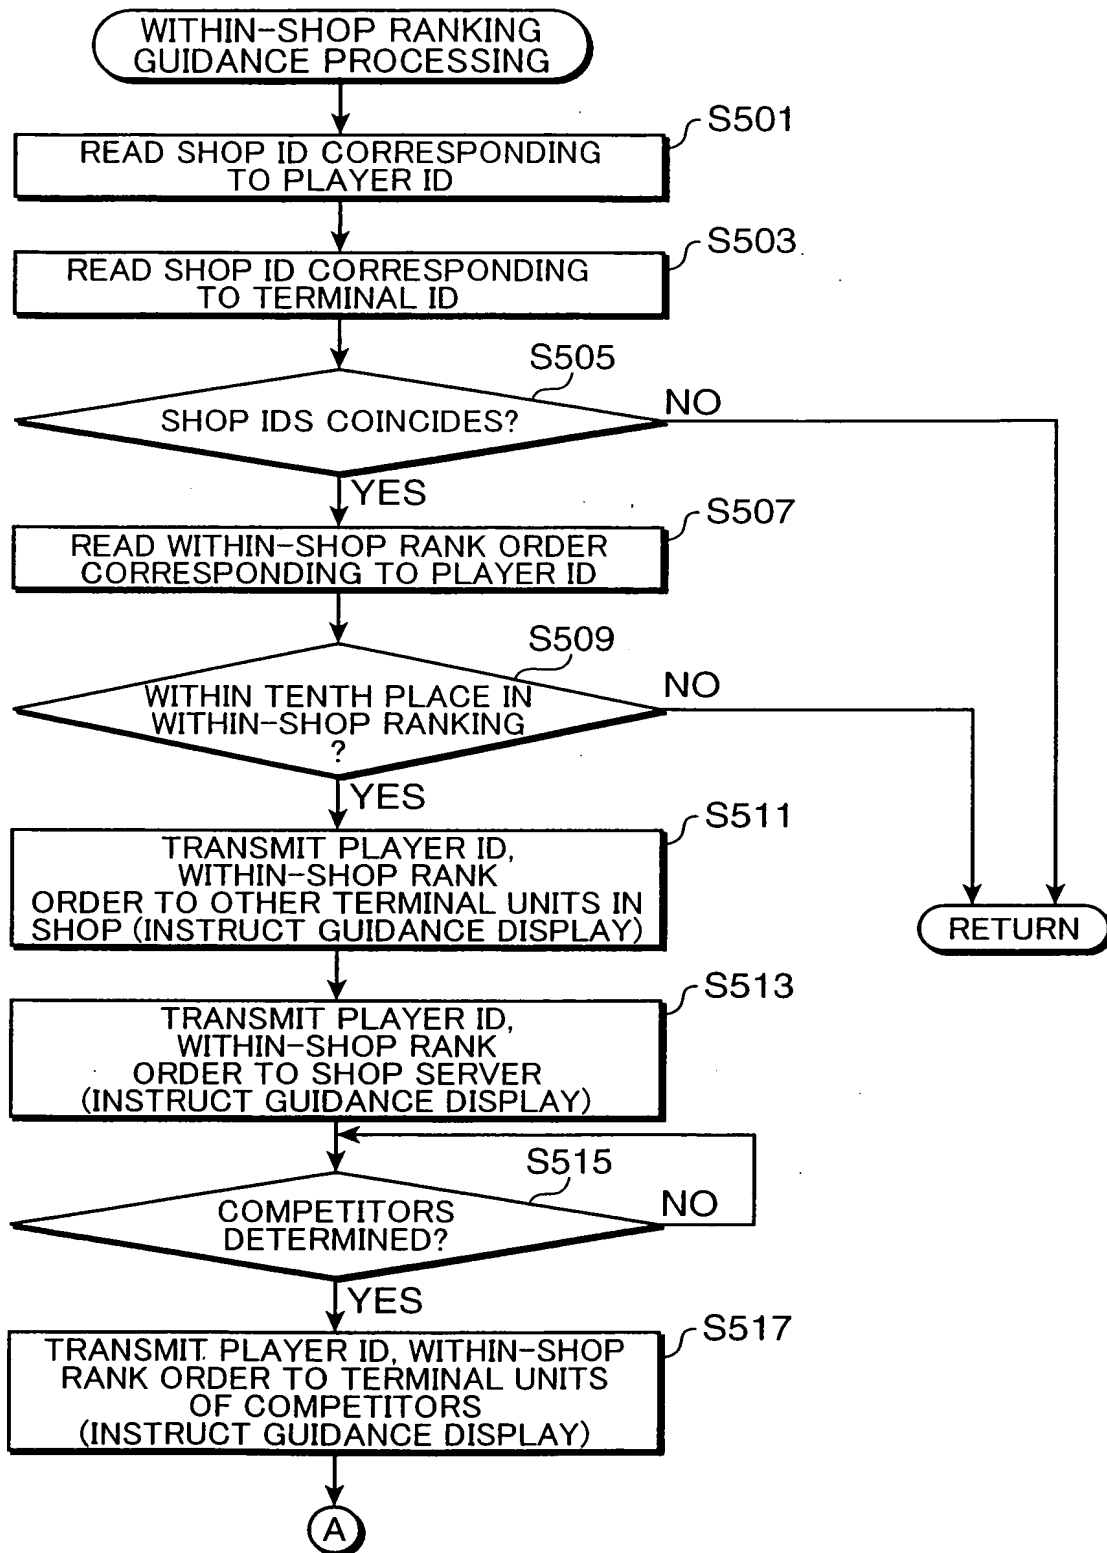 WITHIN-SHOP RANKING
GUIDANCE PROCESSING
S501
READ SHOP ID CORRESPONDING
TO PLAYER ID
S503
READ SHOP ID CORRESPONDING
TO TERMINAL ID
S505
SHOP IDS COINCIDES?
NO
YES
S507
READ WITHIN-SHOP RANK ORDER
CORRESPONDING TO PLAYER ID
S509
WITHIN TENTH PLACE IN
WITHIN-SHOP RANKING
?
NO
YES
S511
TRANSMIT PLAYER ID,
WITHIN-SHOP RANK
ORDER TO OTHER TERMINAL UNITS IN
SHOP (INSTRUCT GUIDANCE DISPLAY)
RETURN
S513
TRANSMIT PLAYER ID,
WITHIN-SHOP RANK
ORDER TO SHOP SERVER
(INSTRUCT GUIDANCE DISPLAY)
S515
COMPETITORS
DETERMINED?
NO
YES
S517
TRANSMIT PLAYER ID, WITHIN-SHOP
RANK ORDER TO TERMINAL UNITS
OF COMPETITORS
(INSTRUCT GUIDANCE DISPLAY)
A